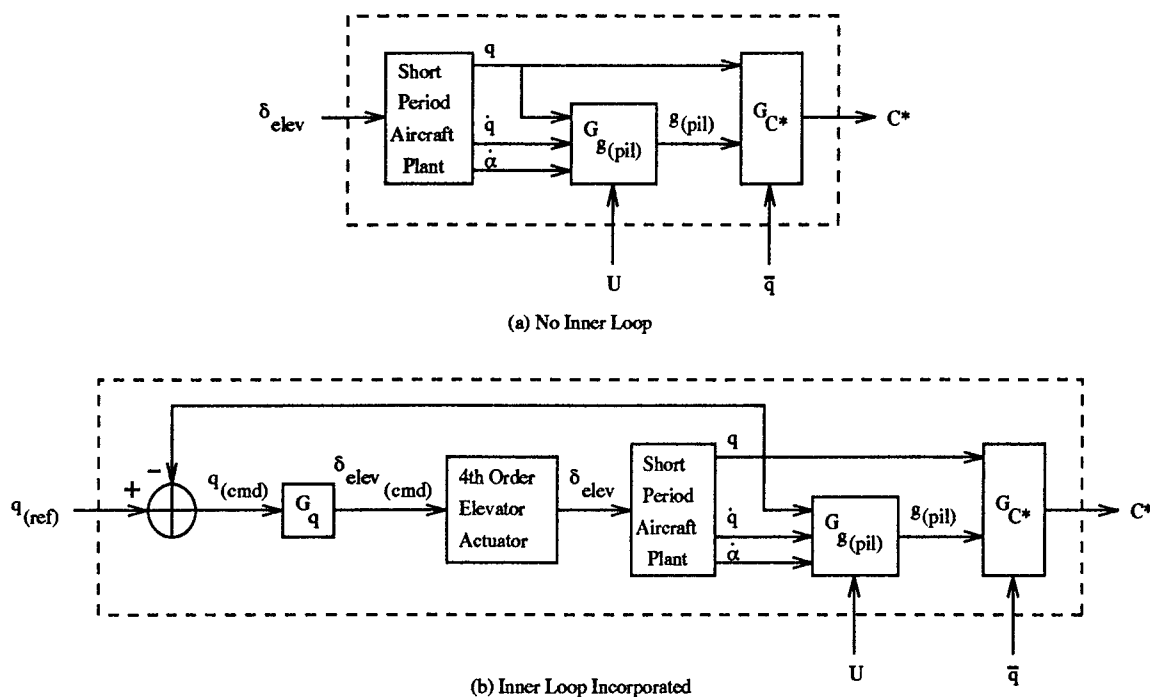 q
Short
Period
Aircraft
Plant
δ elev
q̇
α̇
G g(pil)
g(pil)
G C*
C*
U
q̄
(a) No Inner Loop
q(ref)
+
−
q(cmd)
G q
δ elev (cmd)
4th Order
Elevator
Actuator
δ elev
Short
Period
Aircraft
Plant
q
q̇
α̇
G g(pil)
g(pil)
G C*
C*
U
q̄
(b) Inner Loop Incorporated